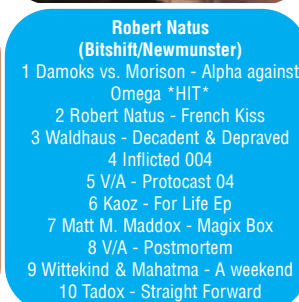 Robert Natus
(Bitshift/Newmunster)
1 Damoks vs. Morison - Alpha against
Omega *HIT*
2 Robert Natus - French Kiss
3 Waldhaus - Decadent & Depraved
4 Inflicted 004
5 V/A - Protocast 04
6 Kaoz - For Life Ep
7 Matt M. Maddox - Magix Box
8 V/A - Postmortem
9 Wittekind & Mahatma - A weekend
10 Tadox - Straight Forward